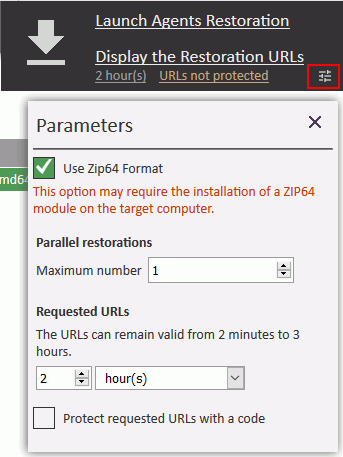 Launch Agents Restoration
Display the Restoration URLs
2 hour(s) URLs not protected
Parameters
md64
Use Zip64 Format
This option may require the installation of a ZIP64
module on the target computer.
Parallel restorations
Maximum number 1
Requested URLs
The URLs can remain valid from 2 minutes to 3
hours.
2 hour(s)
Protect requested URLs with a code